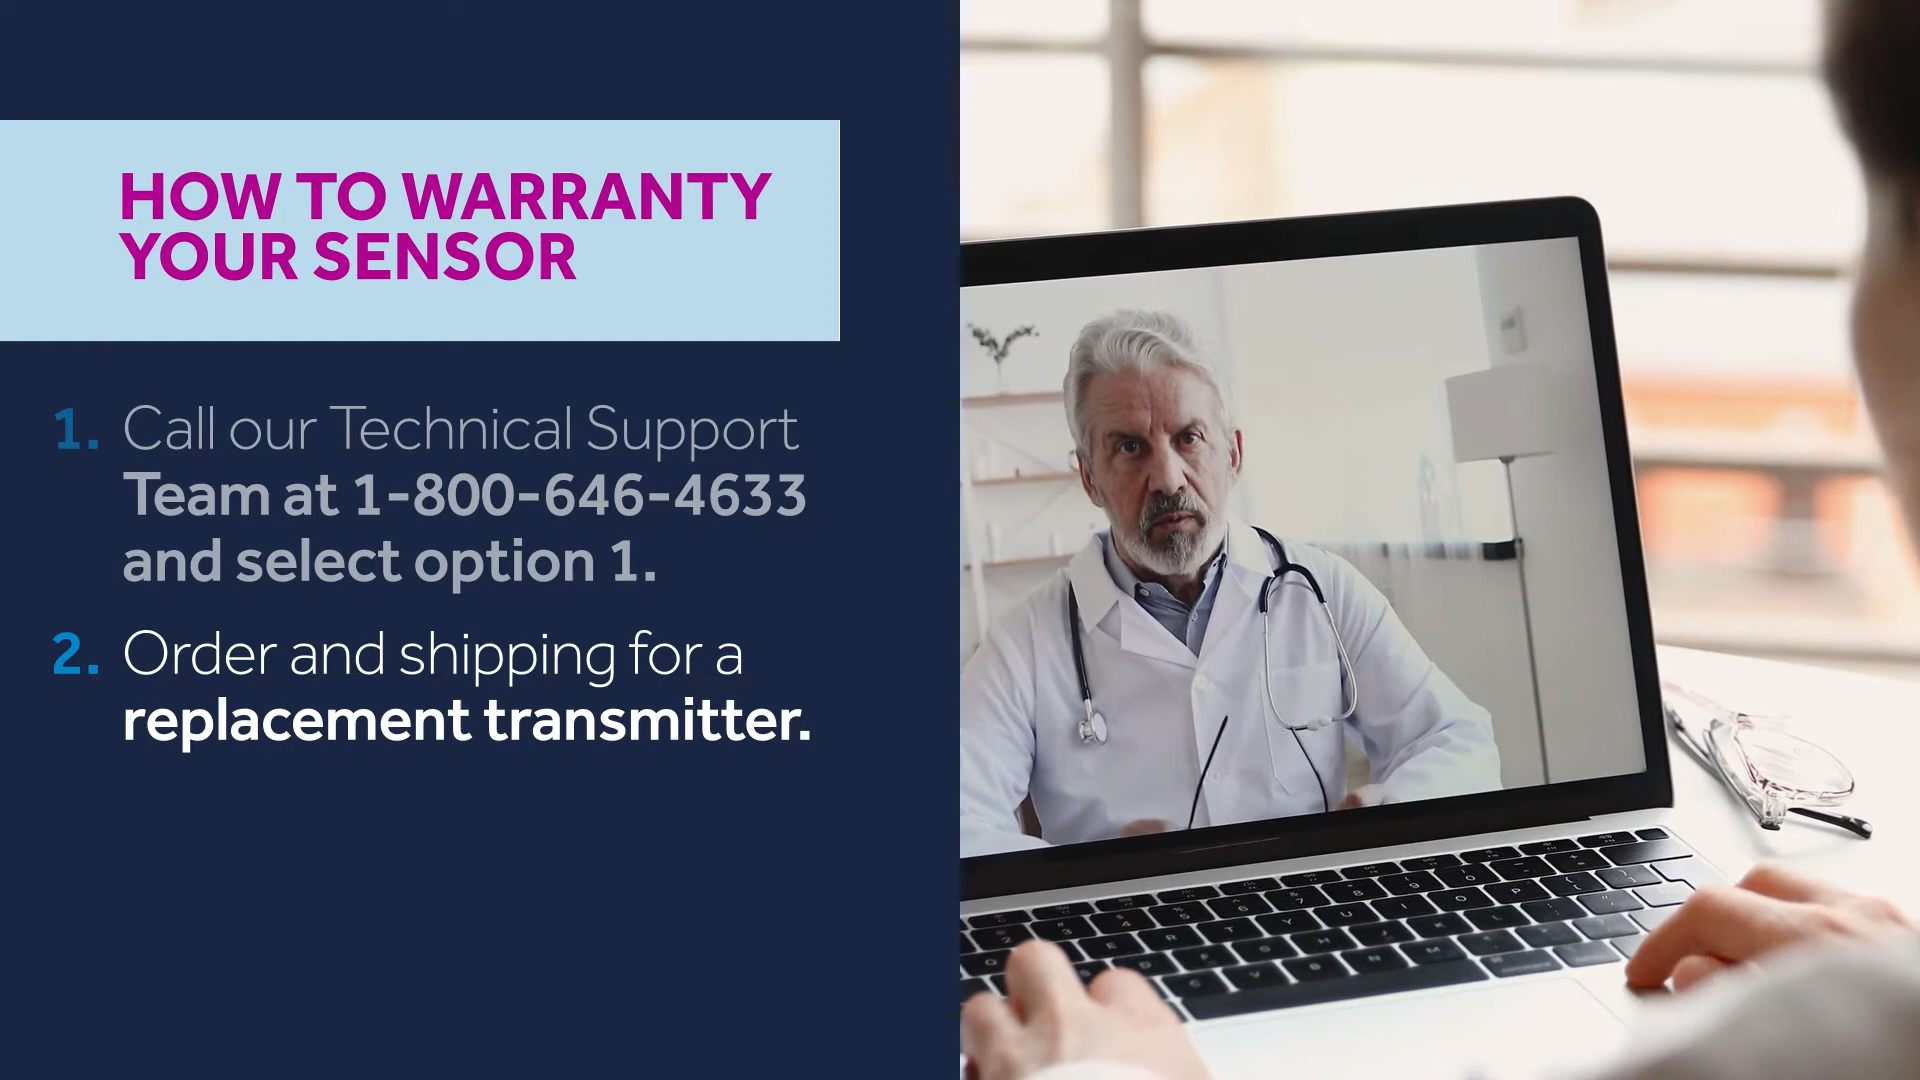 HOW TO WARRANTY
YOUR SENSOR
1. Call our Technical Support
Team at 1-800-646-4633
and select option 1.
2. Order and shipping for a
replacement transmitter.